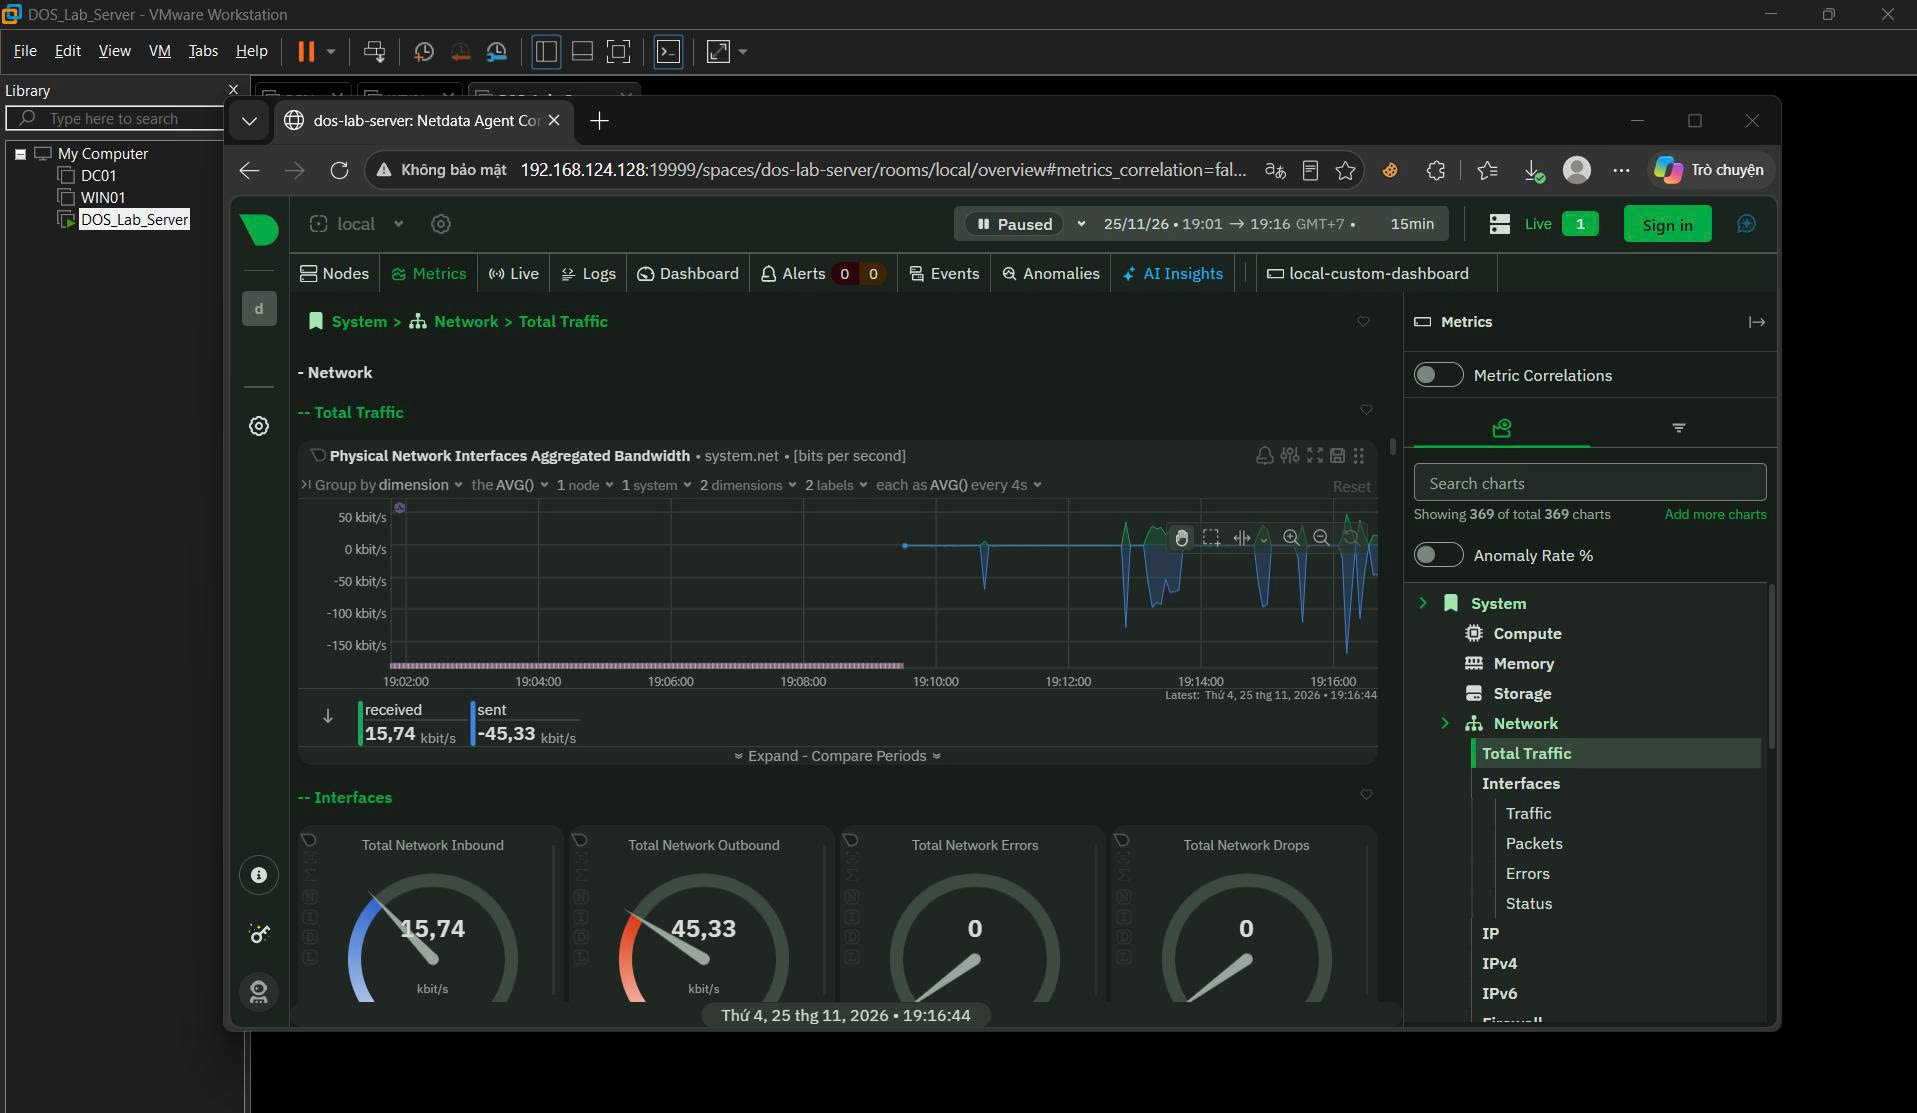 DOS_Lab_Server - VMware Workstation
File Edit View VM Tabs Help
Library
Type here to search
My Computer
DC01
WIN01
DOS_Lab_Server
dos-lab-server: Netdata Agent Co
Không bảo mật 192.168.124.128:19999/spaces/dos-lab-server/rooms/local/overview#metrics_correlation=fal...
Trò chuyện
local
Paused 25/11/26 • 19:01 → 19:16 GMT+7 • 15min
Live 1
Sign in
Nodes Metrics Live Logs Dashboard Alerts 0 0 Events Anomalies AI Insights local-custom-dashboard
d
System > Network > Total Traffic
- Network
-- Total Traffic
Physical Network Interfaces Aggregated Bandwidth • system.net • [bits per second]
Group by dimension the AVG() 1 node 1 system 2 dimensions 2 labels each as AVG() every 4s
Reset
50 kbit/s
0 kbit/s
-50 kbit/s
-100 kbit/s
-150 kbit/s
19:02:00 19:04:00 19:06:00 19:08:00 19:10:00 19:12:00 19:14:00 19:16:00
Latest: Thứ 4, 25 thg 11, 2026 • 19:16:44
received
15,74 kbit/s
sent
-45,33 kbit/s
Expand - Compare Periods
-- Interfaces
Total Network Inbound
15,74
kbit/s
Total Network Outbound
45,33
kbit/s
Total Network Errors
0
Total Network Drops
0
Thứ 4, 25 thg 11, 2026 • 19:16:44
Metrics
Metric Correlations
Search charts
Showing 369 of total 369 charts
Add more charts
Anomaly Rate %
System
Compute
Memory
Storage
Network
Total Traffic
Interfaces
Traffic
Packets
Errors
Status
IP
IPv4
IPv6